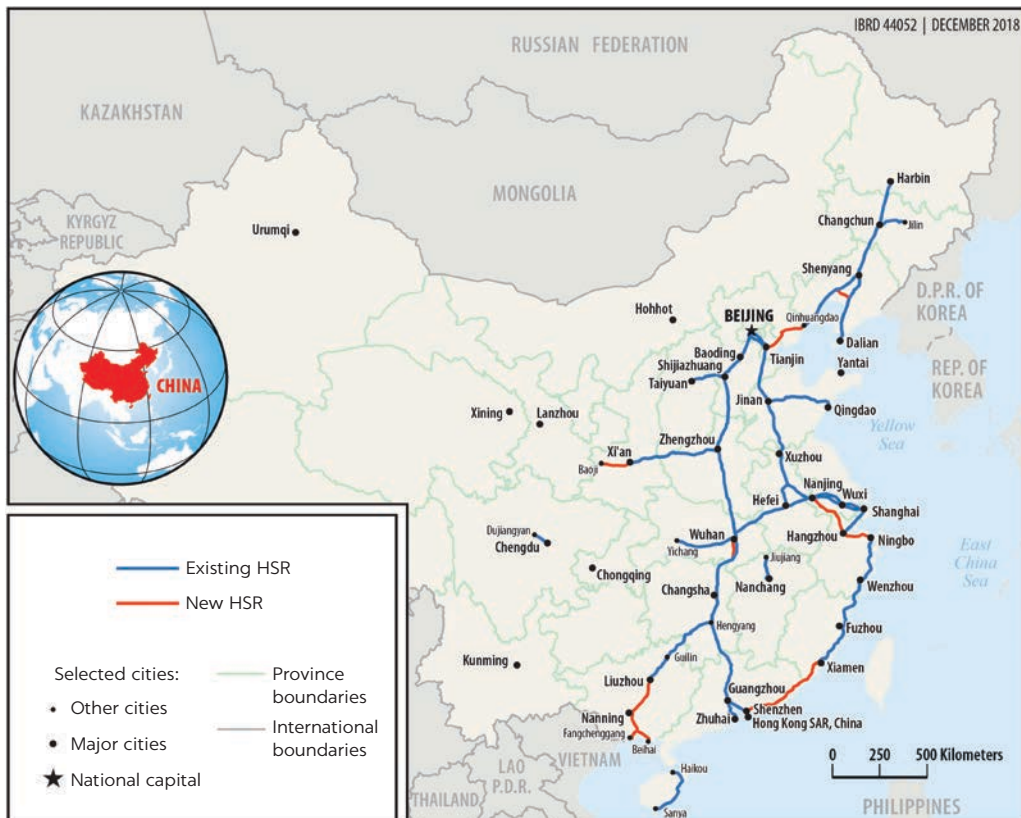 IBRD 44052 | DECEMBER 2018
RUSSIAN FEDERATION
KAZAKHSTAN
MONGOLIA
Harbin
Changchun
Jilin
KYRGYZ
REPUBLIC
Urumqi
Shenyang
D.P.R. OF
KOREA
Hohhot
BEIJING
Qinhuangdao
Dalian
Baoding
Tianjin
Yantai
Shijiazhuang
REP. OF
KOREA
Taiyuan
CHINA
Jinan
Qingdao
Xining
Lanzhou
Yellow
Sea
Zhengzhou
Xi'an
Xuzhou
Baoji
Nanjing
Wuxi
Hefei
Shanghai
Dujiangyan
Chengdu
Wuhan
Hangzhou
Ningbo
Yichang
Jiujiang
East
China
Sea
Chongqing
Nanchang
Changsha
Wenzhou
Hengyang
Fuzhou
Kunming
Guilin
Xiamen
Liuzhou
Guangzhou
Shenzhen
Nanning
Zhuhai
Hong Kong SAR, China
Fangchenggang
Beihai
VIETNAM
Haikou
LAO
P.D.R.
Sanya
THAILAND
PHILIPPINES
0 250 500 Kilometers
Existing HSR
New HSR
Selected cities:
Other cities
Major cities
National capital
Province
boundaries
International
boundaries